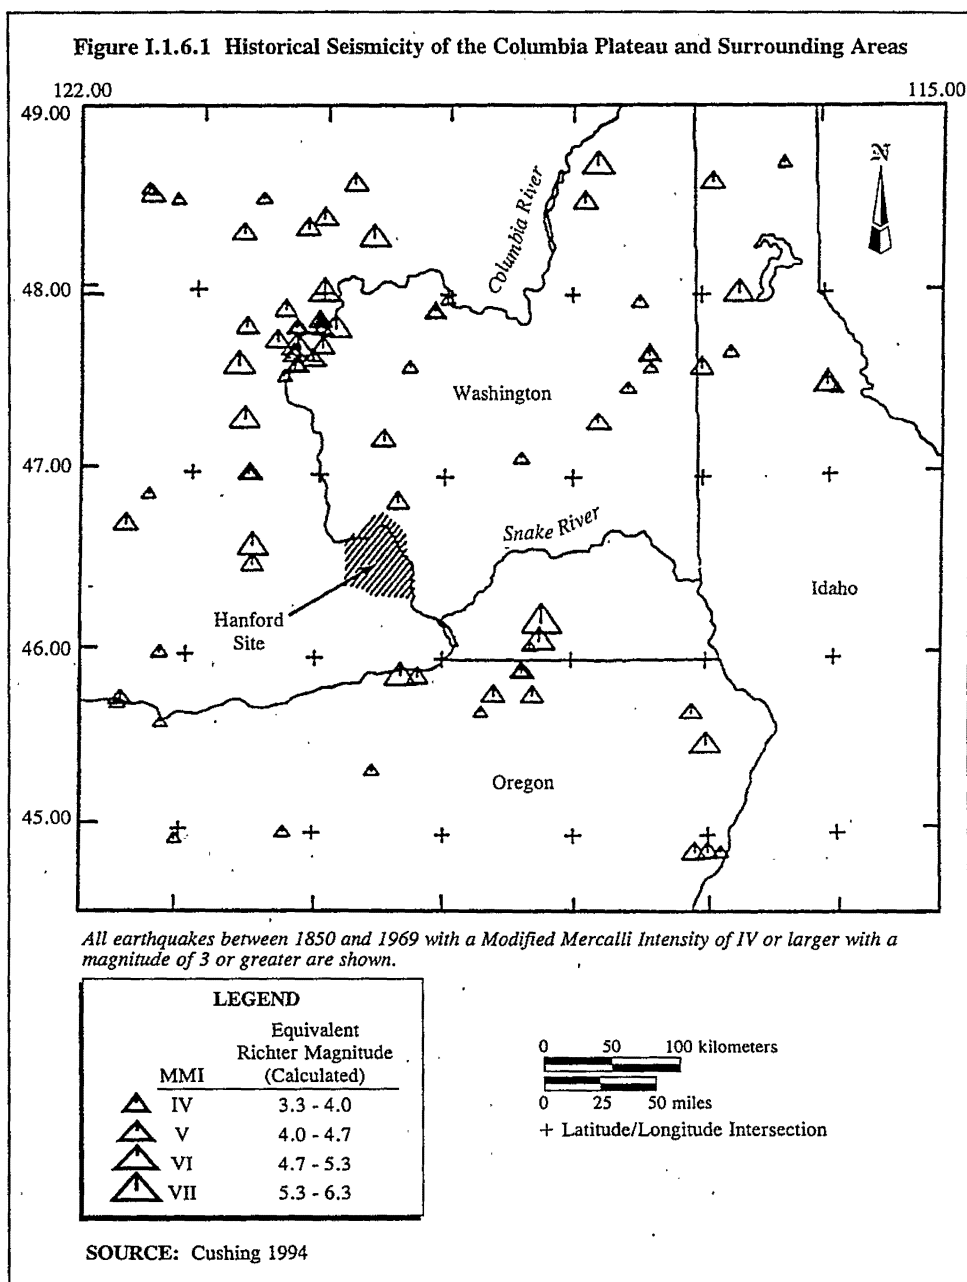 Figure I.1.6.1 Historical Seismicity of the Columbia Plateau and Surrounding Areas
122.00
115.00
49.00
N
Columbia River
48.00
Washington
47.00
Snake River
Idaho
Hanford
Site
46.00
Oregon
45.00
All earthquakes between 1850 and 1969 with a Modified Mercalli Intensity of IV or larger with a
magnitude of 3 or greater are shown.
LEGEND
Equivalent
Richter Magnitude
MMI (Calculated)
IV 3.3 - 4.0
V 4.0 - 4.7
VI 4.7 - 5.3
VII 5.3 - 6.3
0 50 100 kilometers
0 25 50 miles
+ Latitude/Longitude Intersection
SOURCE: Cushing 1994